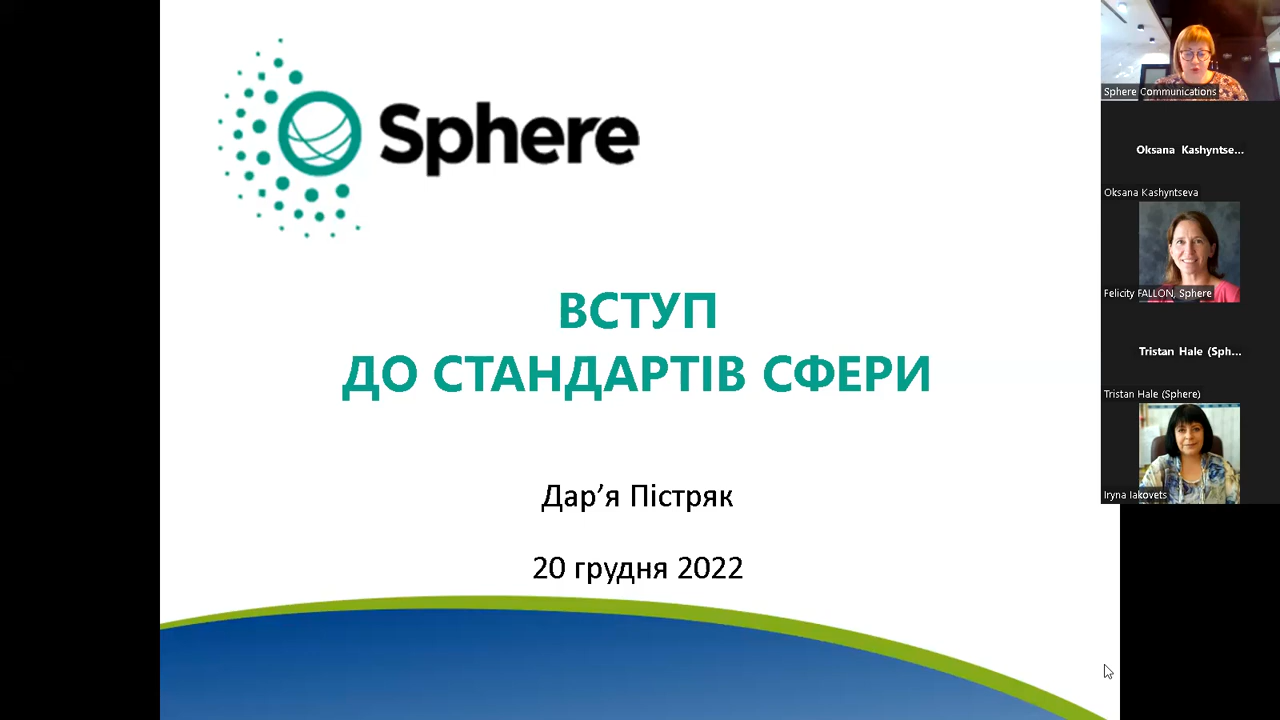 Sphere
ВСТУП
ДО СТАНДАРТІВ СФЕРИ
Дар’я Пістряк
20 грудня 2022
Sphere Communications
Oksana Kashyntse...
Oksana Kashyntseva
Felicity FALLON, Sphere
Tristan Hale (Sph...
Tristan Hale (Sphere)
Iryna Iakovets